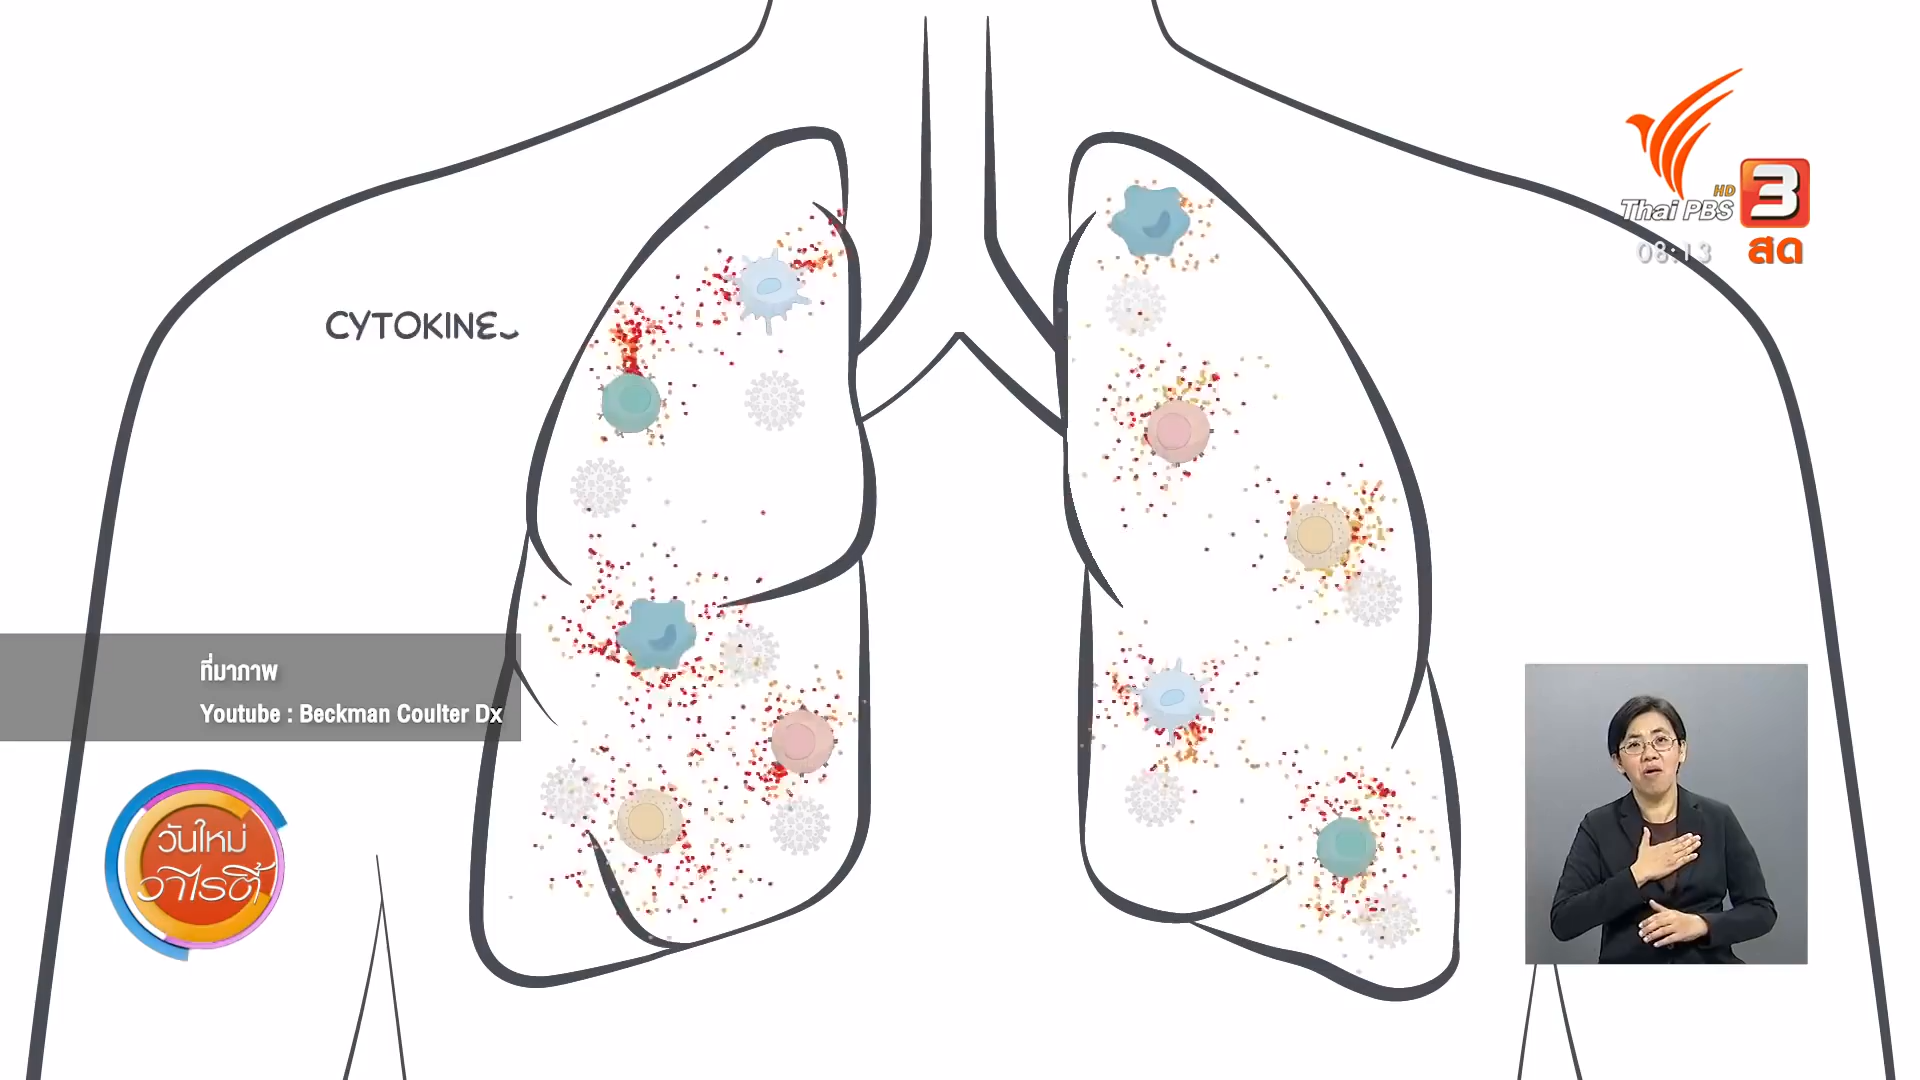 CYTOKINE
HD
Thai PBS
3
08:13
สด
ที่มาภาพ
Youtube : Beckman Coulter Dx
วันใหม่
วาไรตี้